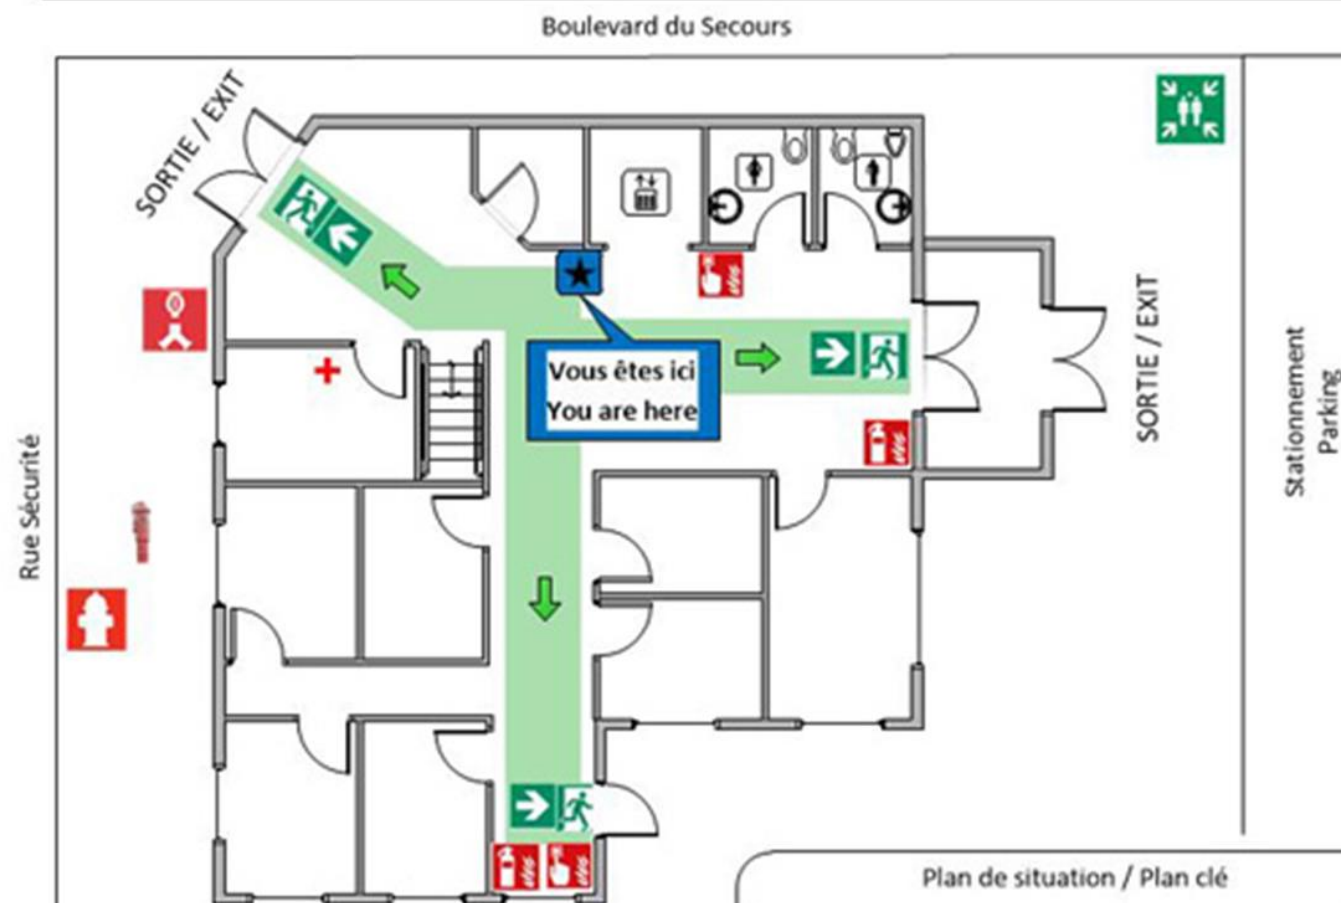 Boulevard du Secours
SORTIE / EXIT
Vous êtes ici
You are here
SORTIE / EXIT
Rue Sécurité
Stationnement
Parking
Plan de situation / Plan clé